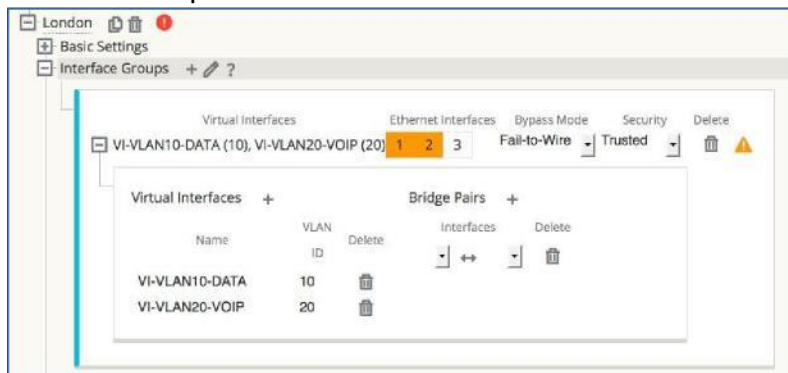 London
Basic Settings
Interface Groups + ?
Virtual Interfaces Ethernet Interfaces Bypass Mode Security Delete
VI-VLAN10-DATA (10), VI-VLAN20-VOIP (20) 1 2 3 Fail-to-Wire Trusted
Virtual Interfaces + Bridge Pairs +
Name VLAN ID Delete Interfaces Delete
VI-VLAN10-DATA 10
VI-VLAN20-VOIP 20